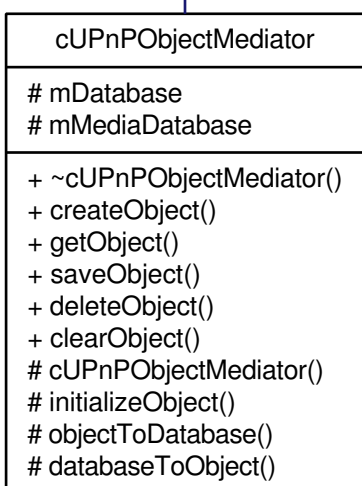 cUPnPObjectMediator
# mDatabase
# mMediaDatabase
+ ~cUPnPObjectMediator()
+ createObject()
+ getObject()
+ saveObject()
+ deleteObject()
+ clearObject()
# cUPnPObjectMediator()
# initializeObject()
# objectToDatabase()
# databaseToObject()